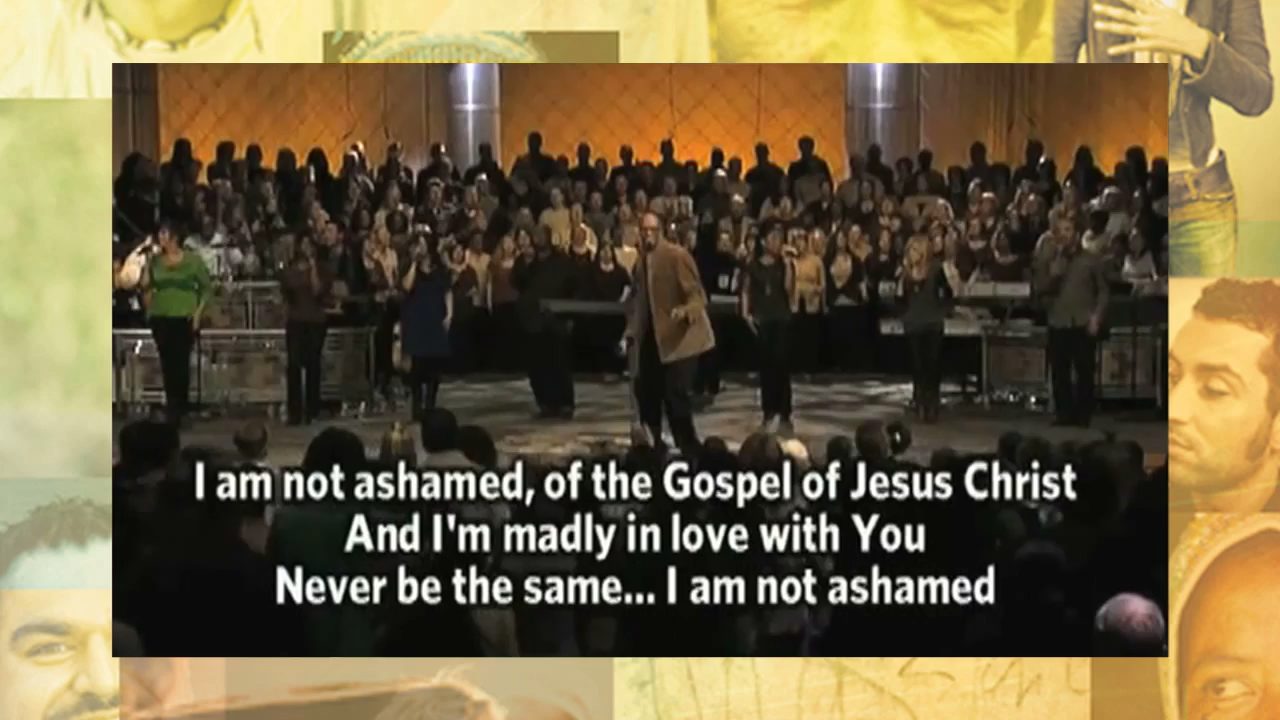 I am not ashamed, of the Gospel of Jesus Christ
And I'm madly in love with You
Never be the same... I am not ashamed